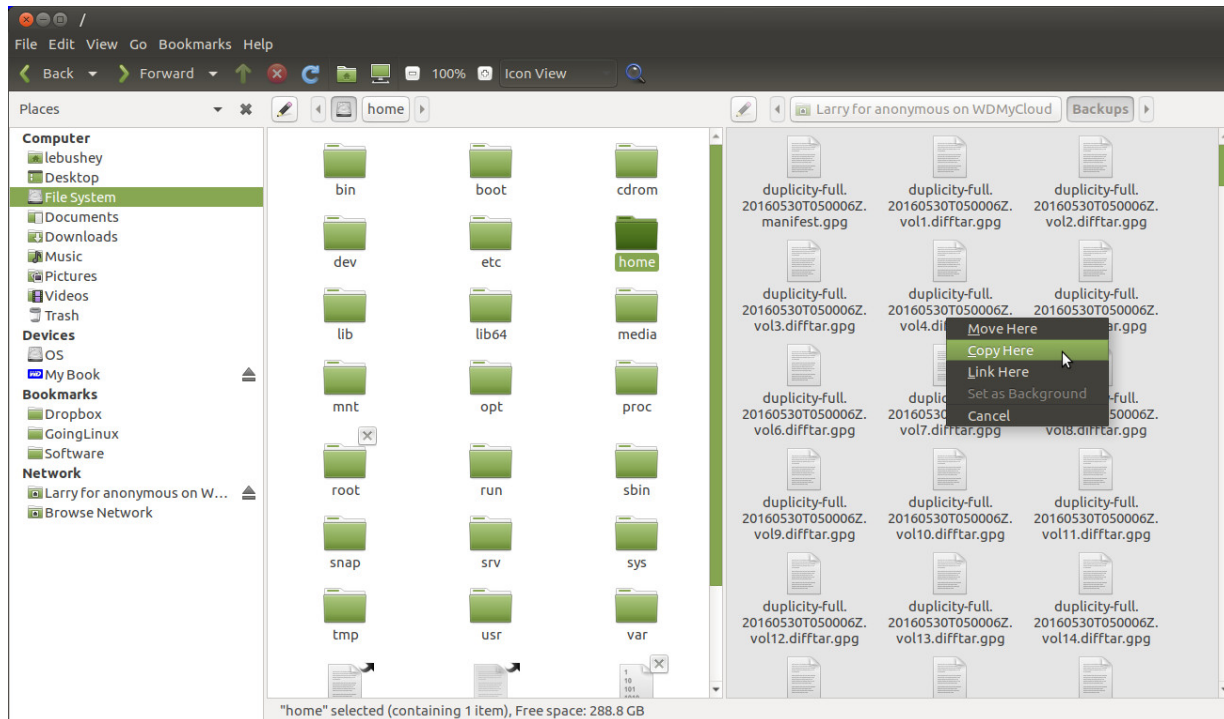 /
File Edit View Go Bookmarks Help
Back Forward 100% Icon View
Places
home
Larry for anonymous on WDMyCloud Backups
Computer
lebushey
Desktop
File System
Documents
Downloads
Music
Pictures
Videos
Trash
Devices
OS
My Book
Bookmarks
Dropbox
GoingLinux
Software
Network
Larry for anonymous on W...
Browse Network
bin boot cdrom
dev etc home
lib lib64 media
mnt opt proc
root run sbin
snap srv sys
tmp usr var
duplicity-full. duplicity-full. duplicity-full.
20160530T050006Z. 20160530T050006Z. 20160530T050006Z.
manifest.gpg vol1.difftar.gpg vol2.difftar.gpg
duplicity-full. duplicity-full. duplicity-full.
20160530T050006Z. 20160530T050006Z. 20160530T050006Z.
vol3.difftar.gpg vol4.di ar.gpg
Move Here
Copy Here
Link Here
Set as Background
Cancel
duplicity-full. duplic -full.
20160530T050006Z. 2016053 50006Z.
vol6.difftar.gpg vol7.difftar.gpg vol8.difftar.gpg
duplicity-full. duplicity-full. duplicity-full.
20160530T050006Z. 20160530T050006Z. 20160530T050006Z.
vol9.difftar.gpg vol10.difftar.gpg vol11.difftar.gpg
duplicity-full. duplicity-full. duplicity-full.
20160530T050006Z. 20160530T050006Z. 20160530T050006Z.
vol12.difftar.gpg vol13.difftar.gpg vol14.difftar.gpg
"home" selected (containing 1 item), Free space: 288.8 GB